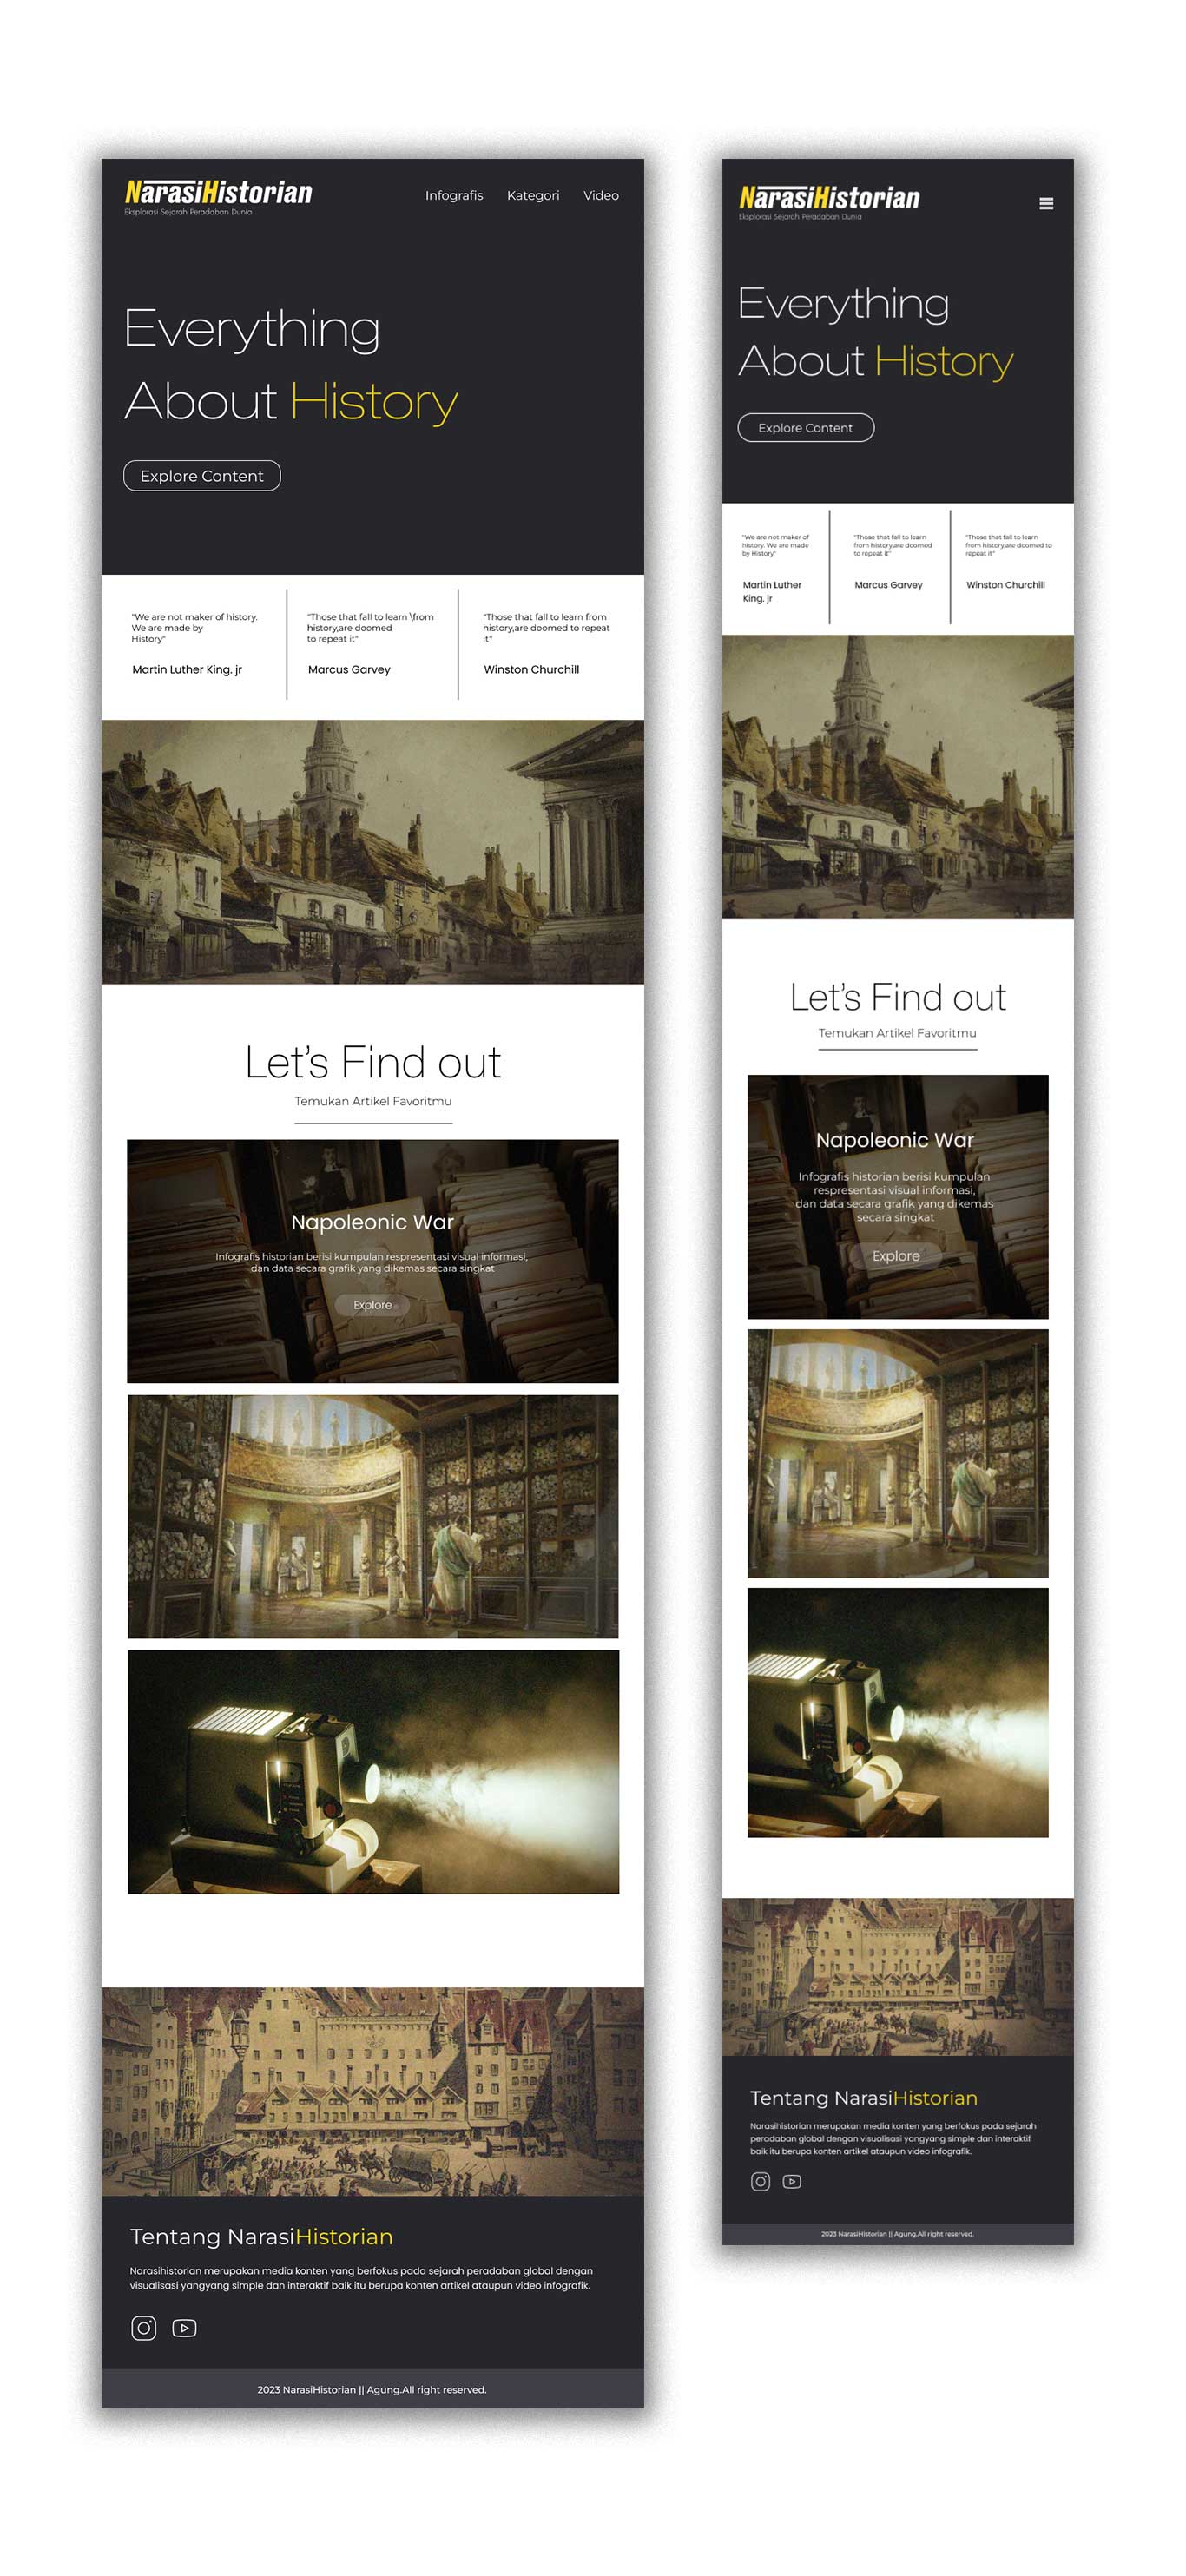 NarasiHistorian
Eksplorasi Sejarah Peradaban Dunia
Infografis Kategori Video
Everything
About History
Explore Content
"We are not maker of history.
We are made by
History"
Martin Luther King. jr
"Those that fall to learn \from
history,are doomed
to repeat it"
Marcus Garvey
"Those that fall to learn from
history,are doomed to repeat
it"
Winston Churchill
Let's Find out
Temukan Artikel Favoritmu
Napoleonic War
Infografis historian berisi kumpulan respresentasi visual informasi,
dan data secara grafik yang dikemas secara singkat
Explore
Tentang NarasiHistorian
Narasihistorian merupakan media konten yang berfokus pada sejarah peradaban global dengan
visualisasi yangyang simple dan interaktif baik itu berupa konten artikel ataupun video infografik.
2023 NarasiHistorian || Agung.All right reserved.
NarasiHistorian
Eksplorasi Sejarah Peradaban Dunia
Everything
About History
Explore Content
"We are not maker of
history. We are made
by History"
Martin Luther
King. jr
"Those that fall to learn
from history,are doomed
to repeat it"
Marcus Garvey
"Those that fall to learn
from history,are doomed to
repeat it"
Winston Churchill
Let's Find out
Temukan Artikel Favoritmu
Napoleonic War
Infografis historian berisi kumpulan
respresentasi visual informasi,
dan data secara grafik yang dikemas
secara singkat
Explore
Tentang NarasiHistorian
Narasihistorian merupakan media konten yang berfokus pada sejarah
peradaban global dengan visualisasi yangyang simple dan interaktif
baik itu berupa konten artikel ataupun video infografik.
2023 NarasiHistorian || Agung.All right reserved.